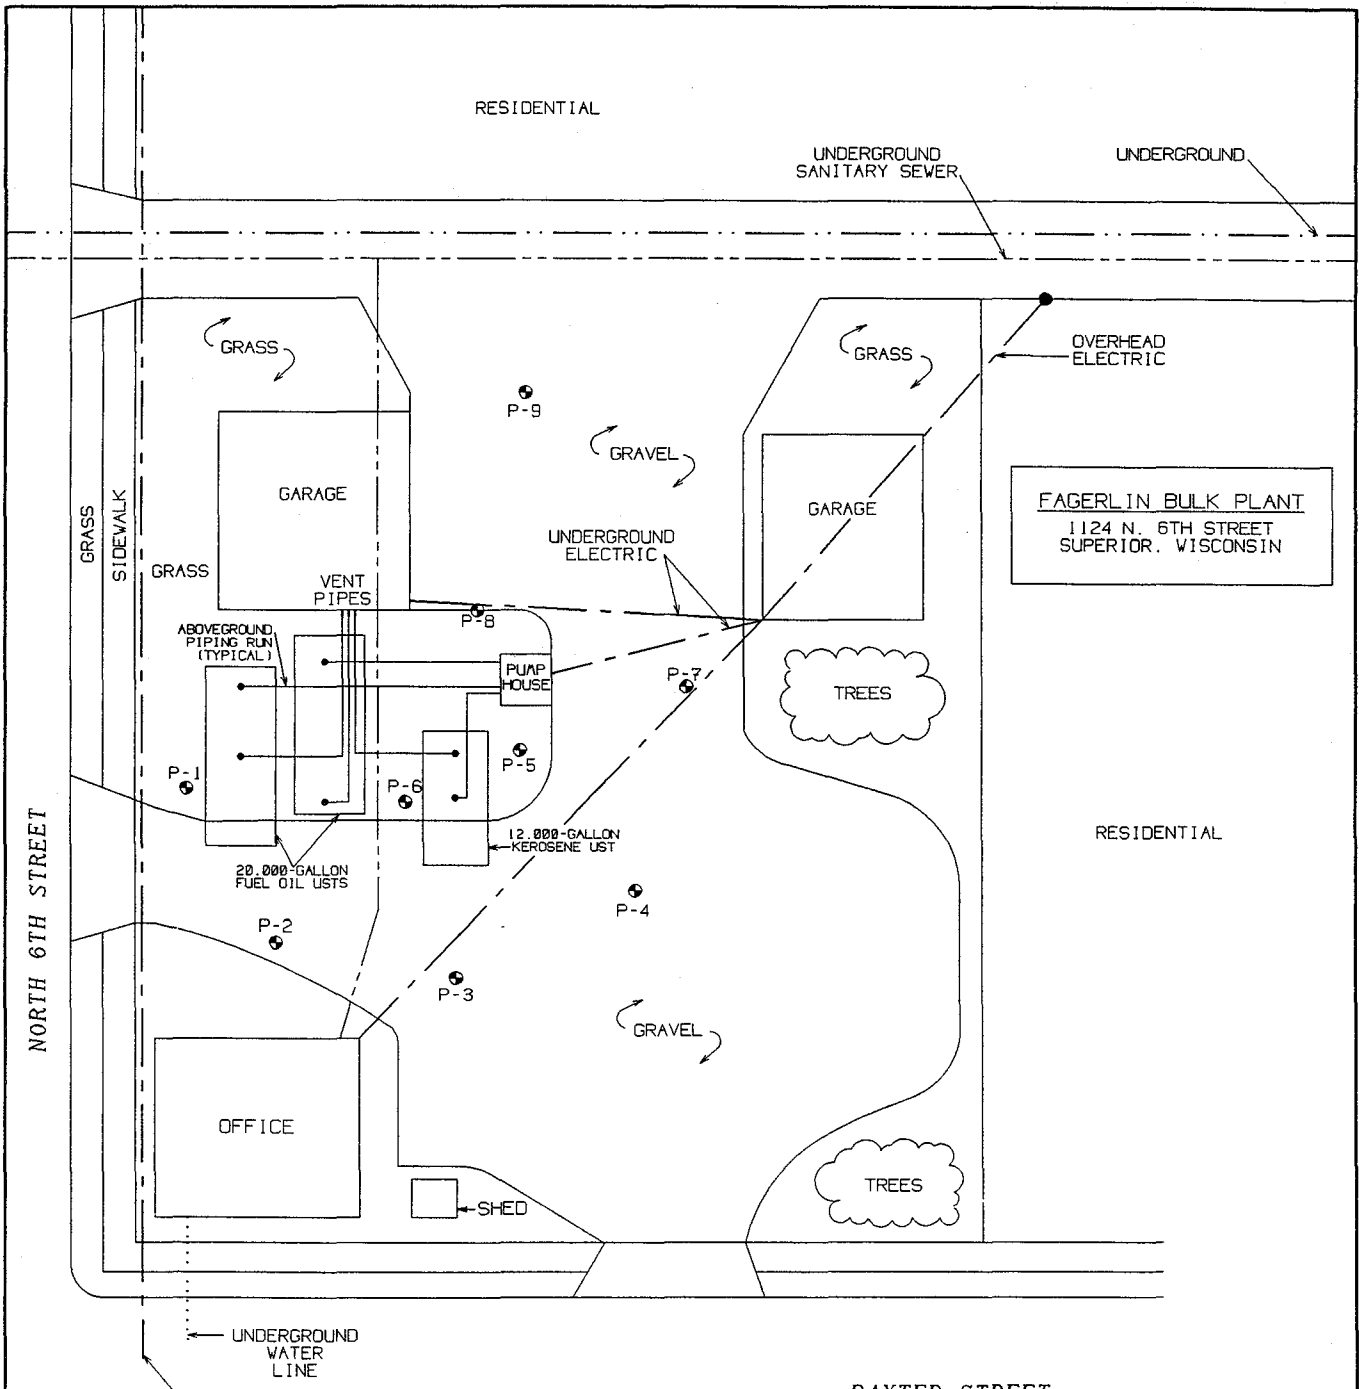 RESIDENTIAL
UNDERGROUND
SANITARY SEWER
UNDERGROUND
GRASS
GRASS
OVERHEAD
ELECTRIC
P-9
GRAVEL
GARAGE
GARAGE
FAGERLIN BULK PLANT
1124 N. 6TH STREET
SUPERIOR. WISCONSIN
GRASS
SIDEWALK
UNDERGROUND
ELECTRIC
GRASS
VENT
PIPES
P-8
ABOVEGROUND
PIPING RUN
(TYPICAL)
PUMP
HOUSE
P-7
TREES
P-5
P-1
P-6
12.000-GALLON
KEROSENE UST
RESIDENTIAL
20.000-GALLON
FUEL OIL USTS
P-4
P-2
NORTH 6TH STREET
P-3
GRAVEL
OFFICE
TREES
SHED
UNDERGROUND
WATER
LINE
BAXTER STREET